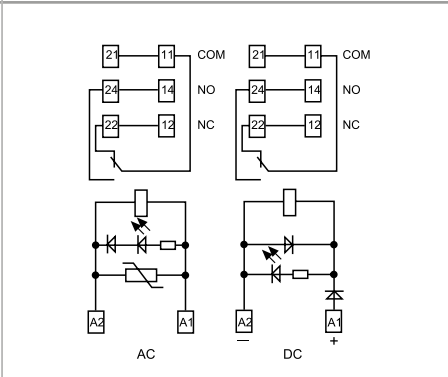 21 11 COM 21 11 COM
24 14 NO 24 14 NO
22 12 NC 22 12 NC
A2 A1 A2 A1
— +
AC DC